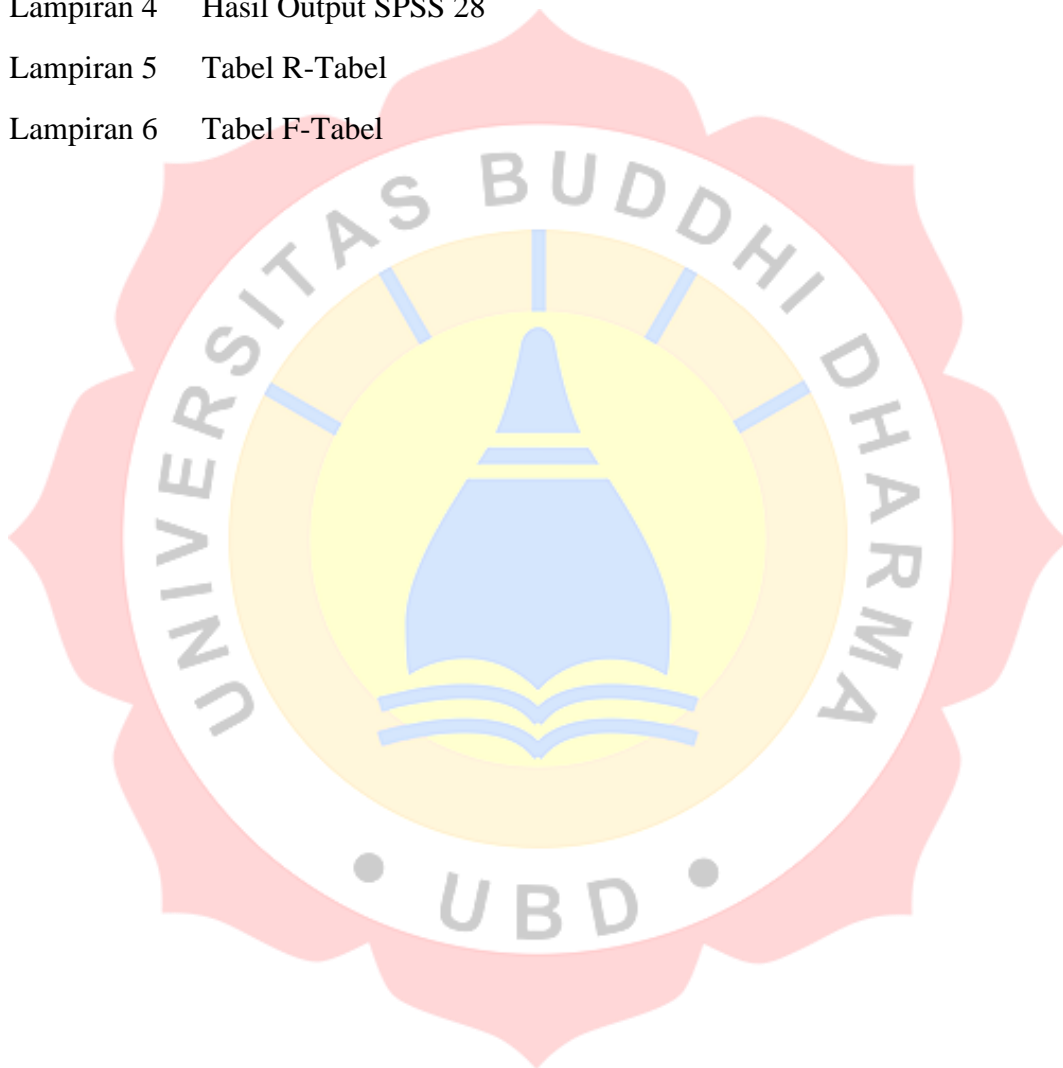 Lampiran 4 Hasil Output SPSS 28
Lampiran 5 Tabel R-Tabel
Lampiran 6 Tabel F-Tabel
UNIVERSITAS BUDDHI DHARMA
• UBD •